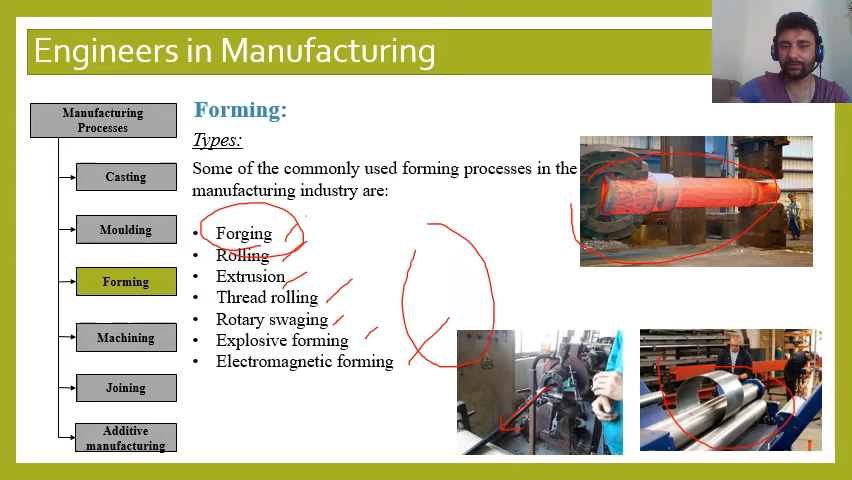 Engineers in Manufacturing
Manufacturing
Processes
Casting
Moulding
Forming
Machining
Joining
Additive
manufacturing
Forming:
Types:
Some of the commonly used forming processes in the
manufacturing industry are:
• Forging
• Rolling
• Extrusion
• Thread rolling
• Rotary swaging
• Explosive forming
• Electromagnetic forming